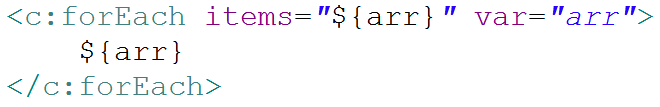 <c:forEach items="${arr}" var="arr">
    ${arr}
</c:forEach>